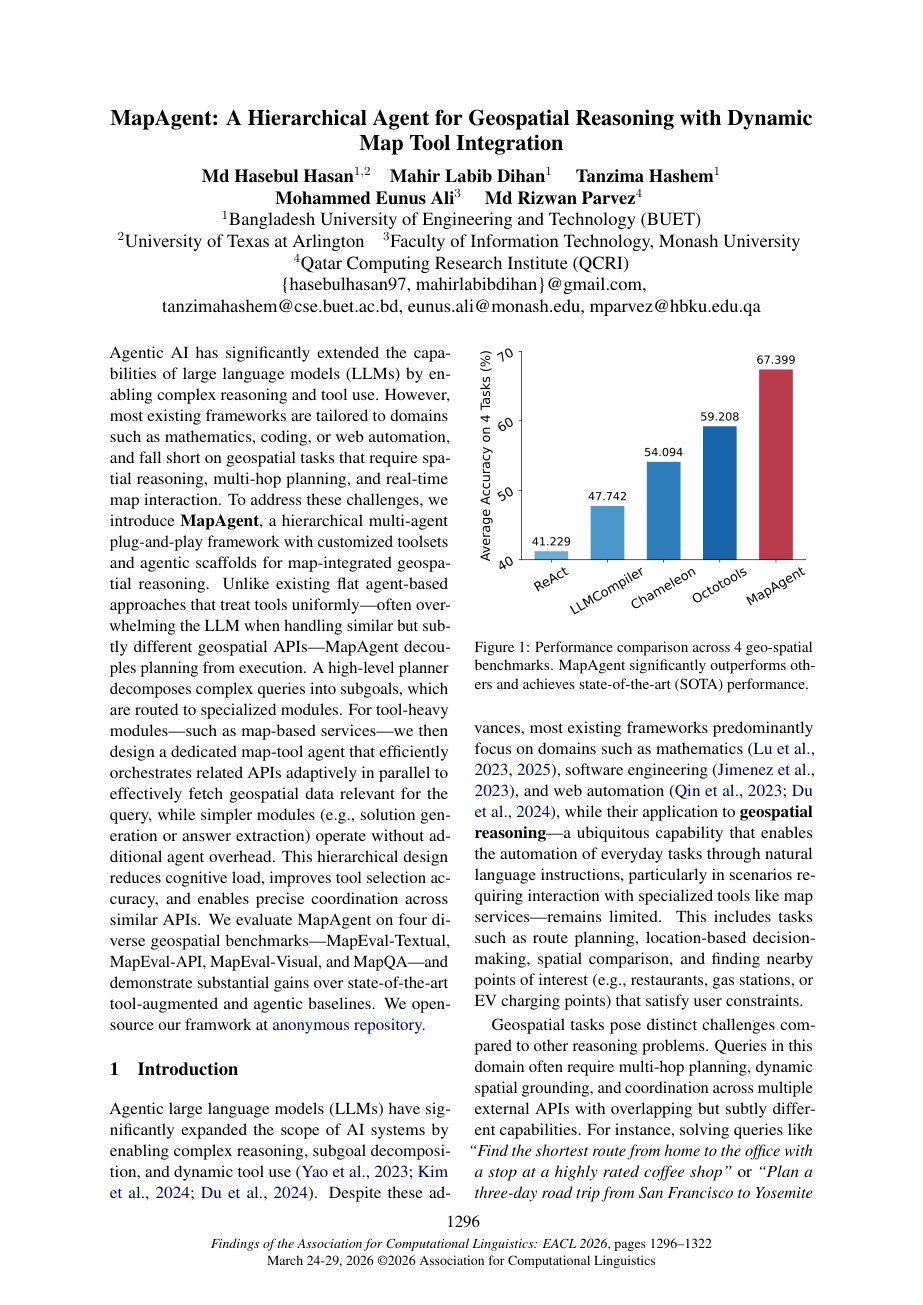 MapAgent: A Hierarchical Agent for Geospatial Reasoning with Dynamic
Map Tool Integration
Md Hasebul Hasan1,2 Mahir Labib Dihan1 Tanzima Hashem1
Mohammed Eunus Ali3 Md Rizwan Parvez4
1Bangladesh University of Engineering and Technology (BUET)
2University of Texas at Arlington 3Faculty of Information Technology, Monash University
4Qatar Computing Research Institute (QCRI)
{hasebulhasan97, mahirlabibdihan}@gmail.com,
tanzimahashem@cse.buet.ac.bd, eunus.ali@monash.edu, mparvez@hbku.edu.qa
Agentic AI has significantly extended the capa-
bilities of large language models (LLMs) by en-
abling complex reasoning and tool use. However,
most existing frameworks are tailored to domains
such as mathematics, coding, or web automation,
and fall short on geospatial tasks that require spa-
tial reasoning, multi-hop planning, and real-time
map interaction. To address these challenges, we
introduce MapAgent, a hierarchical multi-agent
plug-and-play framework with customized toolsets
and agentic scaffolds for map-integrated geospa-
tial reasoning. Unlike existing flat agent-based
approaches that treat tools uniformly—often over-
whelming the LLM when handling similar but sub-
tly different geospatial APIs—MapAgent decou-
ples planning from execution. A high-level planner
decomposes complex queries into subgoals, which
are routed to specialized modules. For tool-heavy
modules—such as map-based services—we then
design a dedicated map-tool agent that efficiently
orchestrates related APIs adaptively in parallel to
effectively fetch geospatial data relevant for the
query, while simpler modules (e.g., solution gen-
eration or answer extraction) operate without ad-
ditional agent overhead. This hierarchical design
reduces cognitive load, improves tool selection ac-
curacy, and enables precise coordination across
similar APIs. We evaluate MapAgent on four di-
verse geospatial benchmarks—MapEval-Textual,
MapEval-API, MapEval-Visual, and MapQA—and
demonstrate substantial gains over state-of-the-art
tool-augmented and agentic baselines. We open-
source our framwork at anonymous repository.
1 Introduction
Agentic large language models (LLMs) have sig-
nificantly expanded the scope of AI systems by
enabling complex reasoning, subgoal decomposi-
tion, and dynamic tool use (Yao et al., 2023; Kim
et al., 2024; Du et al., 2024). Despite these ad-
Average Accuracy on 4 Tasks (%)
70
60
50
40
41.229
47.742
54.094
59.208
67.399
ReAct
LLMCompiler
Chameleon
Octotools
MapAgent
Figure 1: Performance comparison across 4 geo-spatial
benchmarks. MapAgent significantly outperforms oth-
ers and achieves state-of-the-art (SOTA) performance.
vances, most existing frameworks predominantly
focus on domains such as mathematics (Lu et al.,
2023, 2025), software engineering (Jimenez et al.,
2023), and web automation (Qin et al., 2023; Du
et al., 2024), while their application to geospatial
reasoning—a ubiquitous capability that enables
the automation of everyday tasks through natural
language instructions, particularly in scenarios re-
quiring interaction with specialized tools like map
services—remains limited. This includes tasks
such as route planning, location-based decision-
making, spatial comparison, and finding nearby
points of interest (e.g., restaurants, gas stations, or
EV charging points) that satisfy user constraints.
Geospatial tasks pose distinct challenges com-
pared to other reasoning problems. Queries in this
domain often require multi-hop planning, dynamic
spatial grounding, and coordination across multiple
external APIs with overlapping but subtly differ-
ent capabilities. For instance, solving queries like
“Find the shortest route from home to the office with
a stop at a highly rated coffee shop” or “Plan a
three-day road trip from San Francisco to Yosemite
1296
Findings of the Association for Computational Linguistics: EACL 2026, pages 1296–1322
March 24-29, 2026 ©2026 Association for Computational Linguistics